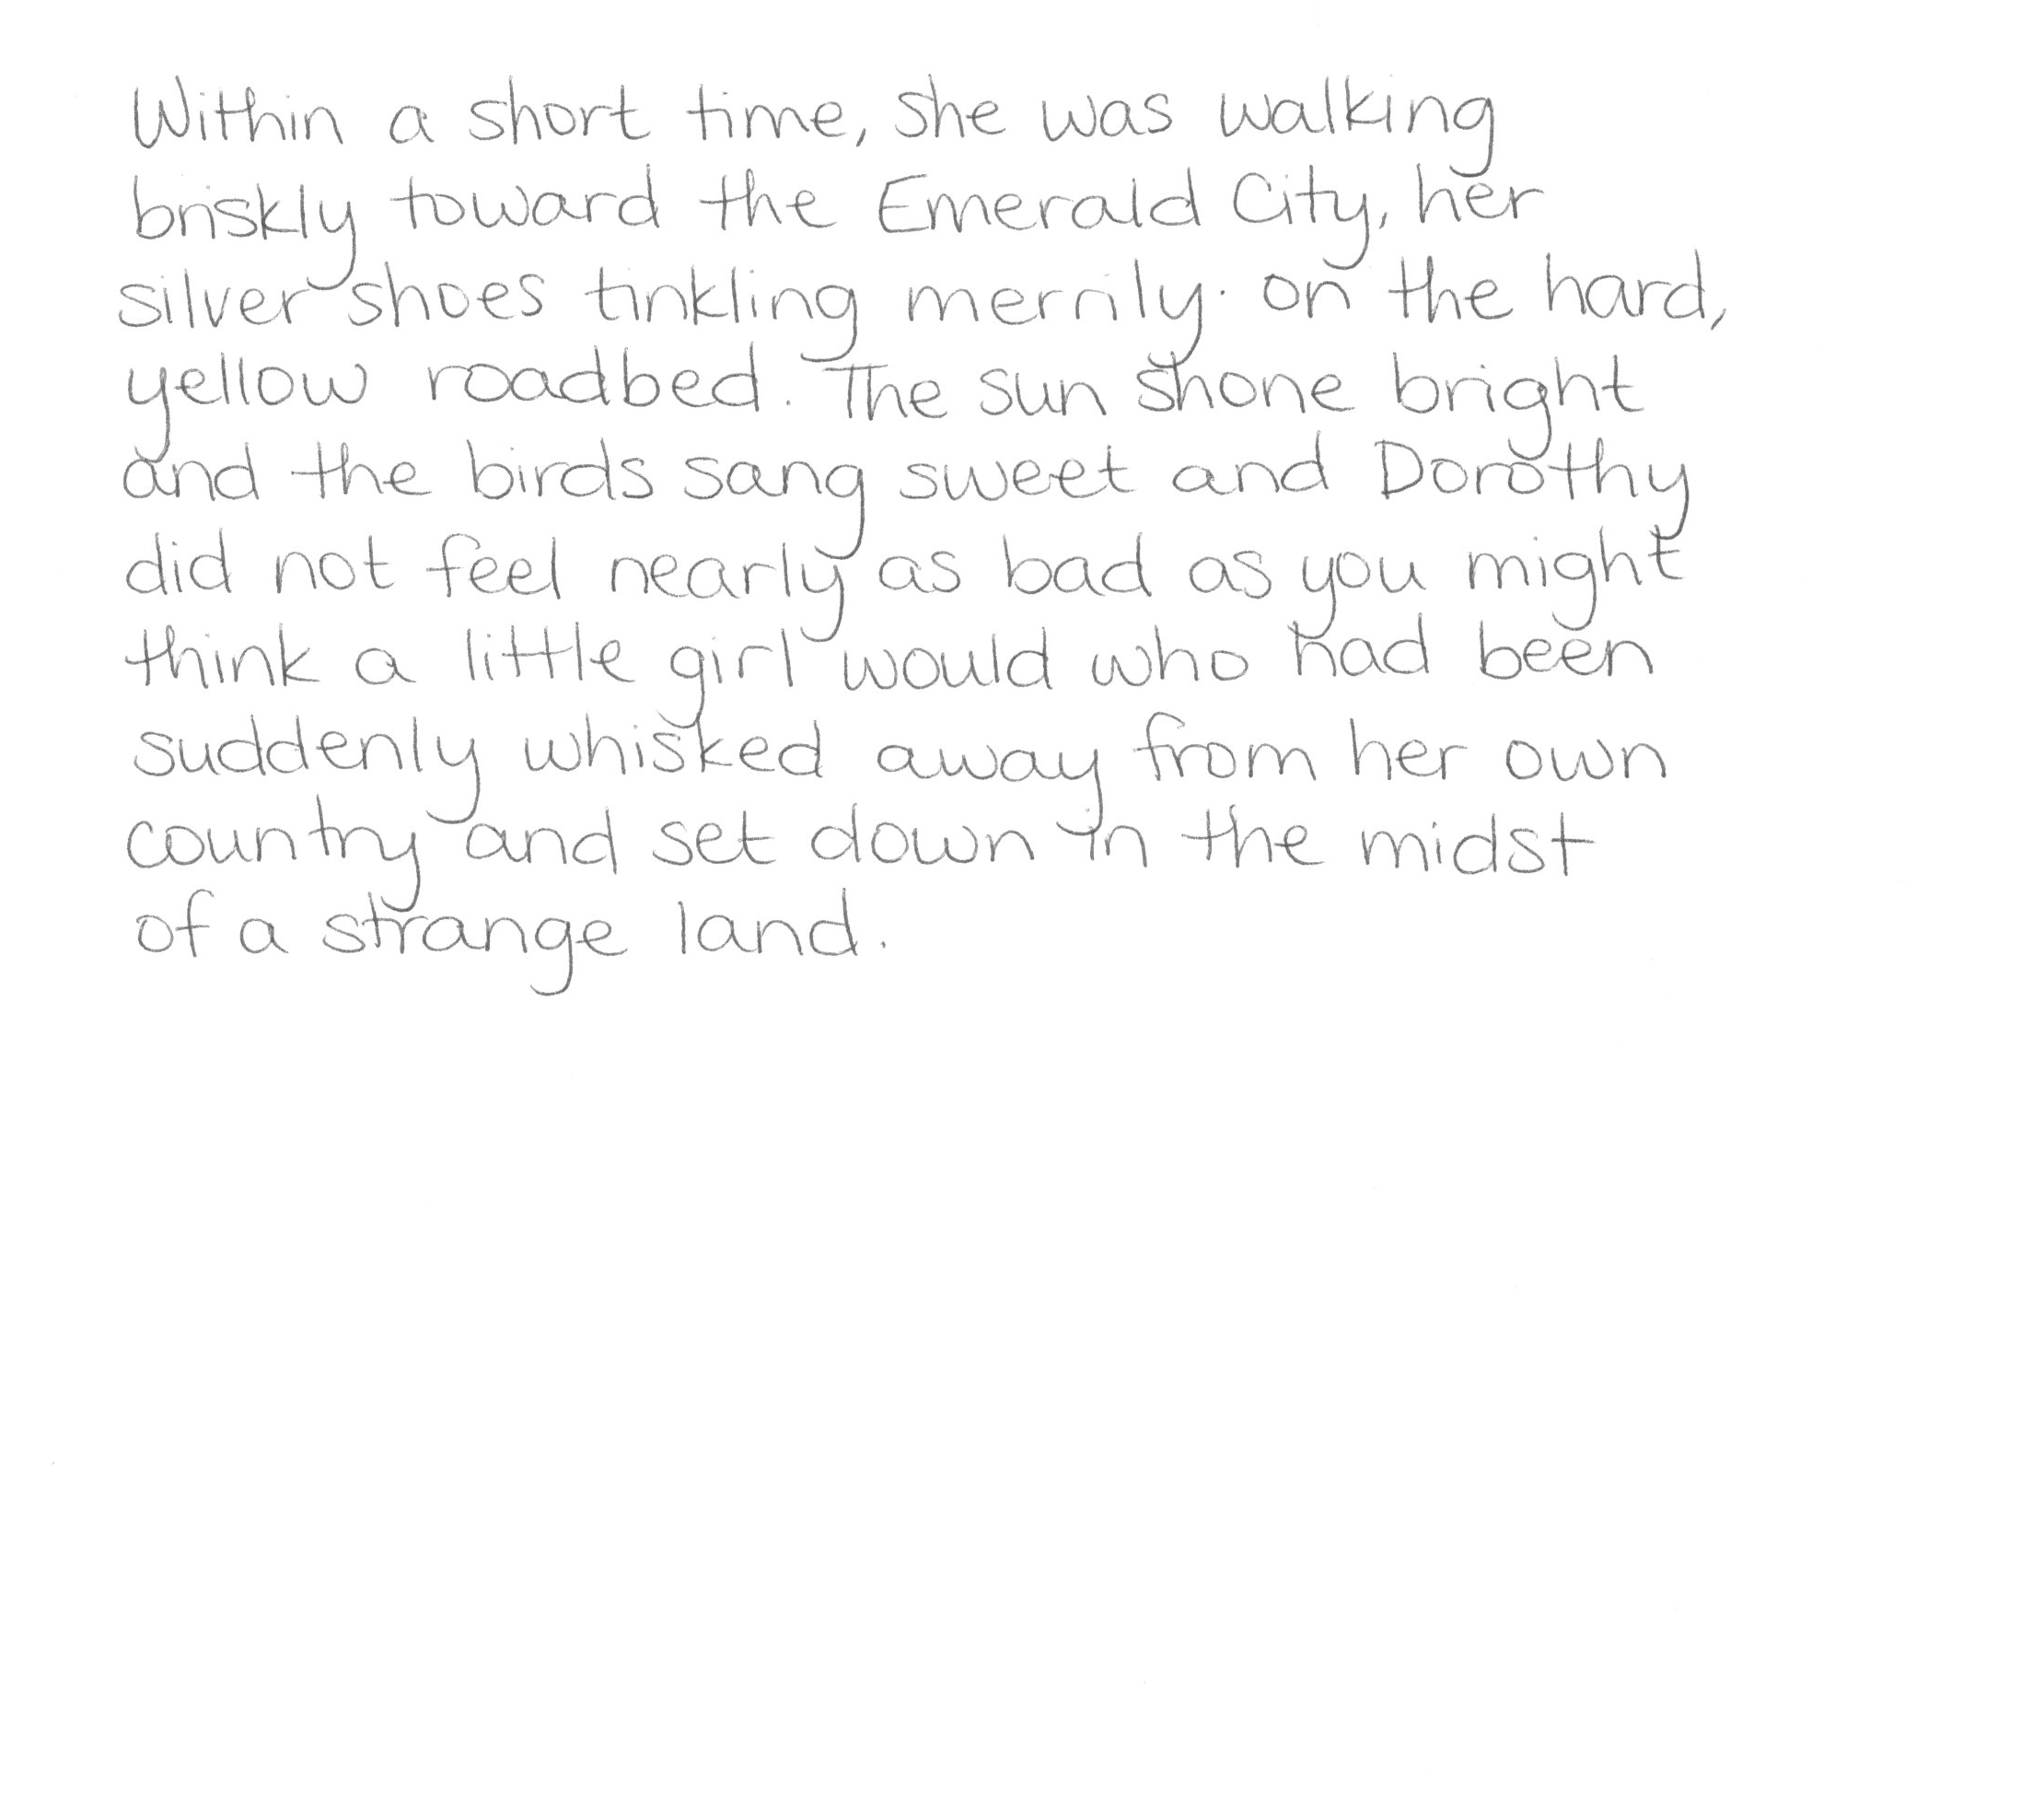 Within a short time, she was walking
briskly toward the Emerald City, her
silver shoes tinkling merrily on the hard,
yellow roadbed. The sun shone bright
and the birds sang sweet and Dorothy
did not feel nearly as bad as you might
think a little girl would who had been
suddenly whisked away from her own
country and set down in the midst
of a strange land.